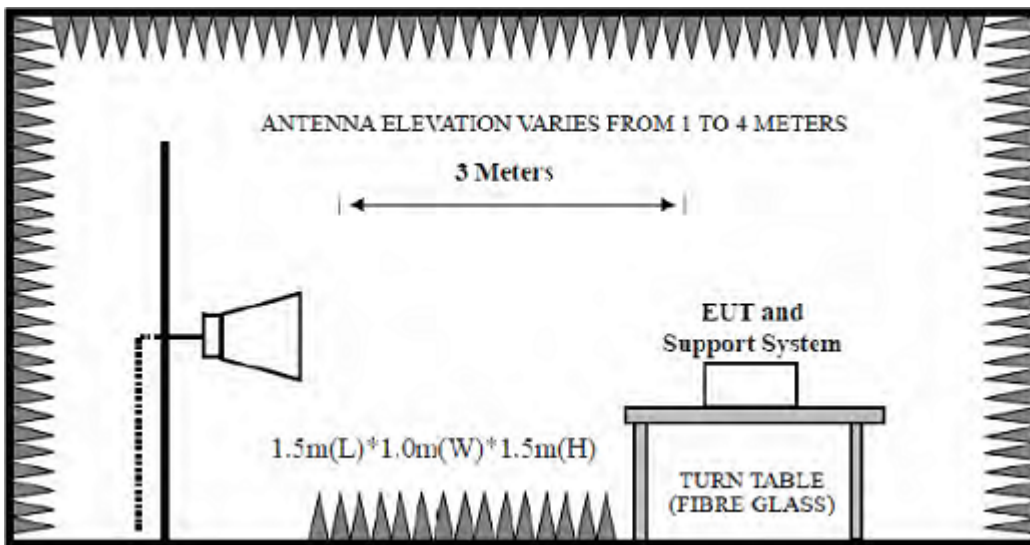 ANTENNA ELEVATION VARIES FROM 1 TO 4 METERS
3 Meters
EUT and
Support System
1.5m(L)*1.0m(W)*1.5m(H)
TURN TABLE
(FIBRE GLASS)